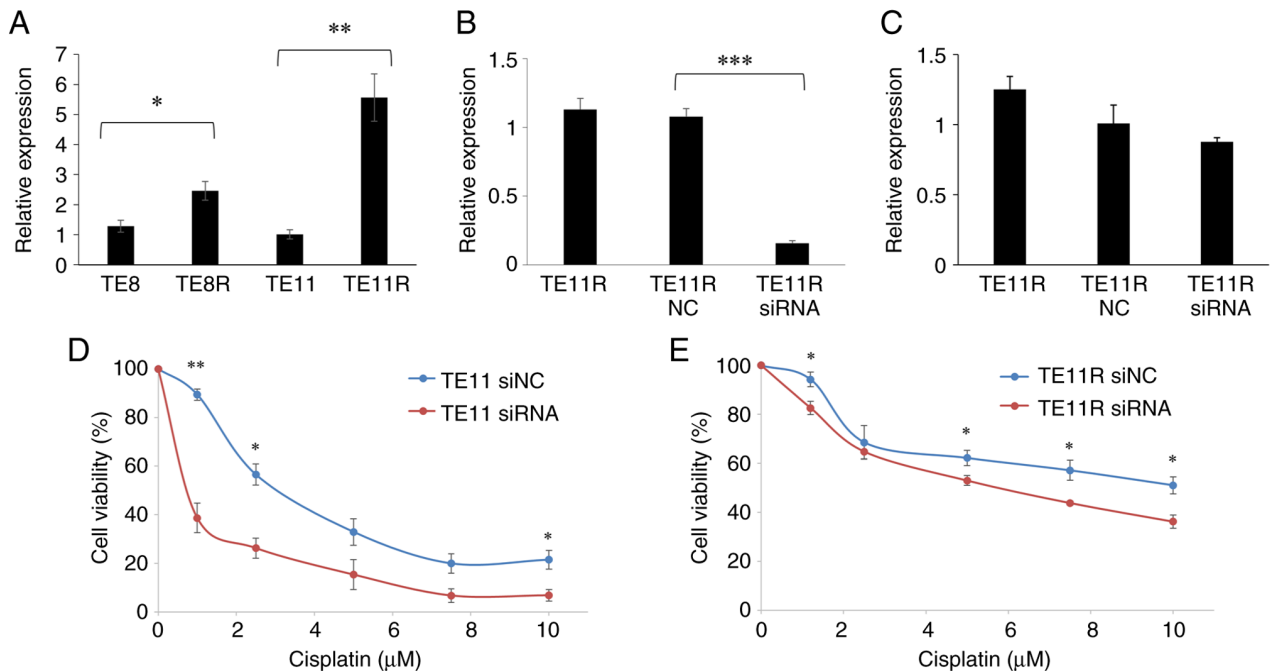 A
Relative expression
7
6
5
4
3
2
1
0
*
**
TE8
TE8R
TE11
TE11R
B
Relative expression
1.5
1
0.5
0
***
TE11R
TE11R
NC
TE11R
siRNA
C
Relative expression
1.5
1
0.5
0
TE11R
TE11R
NC
TE11R
siRNA
D
Cell viability (%)
100
80
60
40
20
0
**
*
*
TE11 siNC
TE11 siRNA
0
2
4
6
8
10
Cisplatin (μM)
E
Cell viability (%)
100
80
60
40
20
0
*
*
*
*
TE11R siNC
TE11R siRNA
0
2
4
6
8
10
Cisplatin (μM)